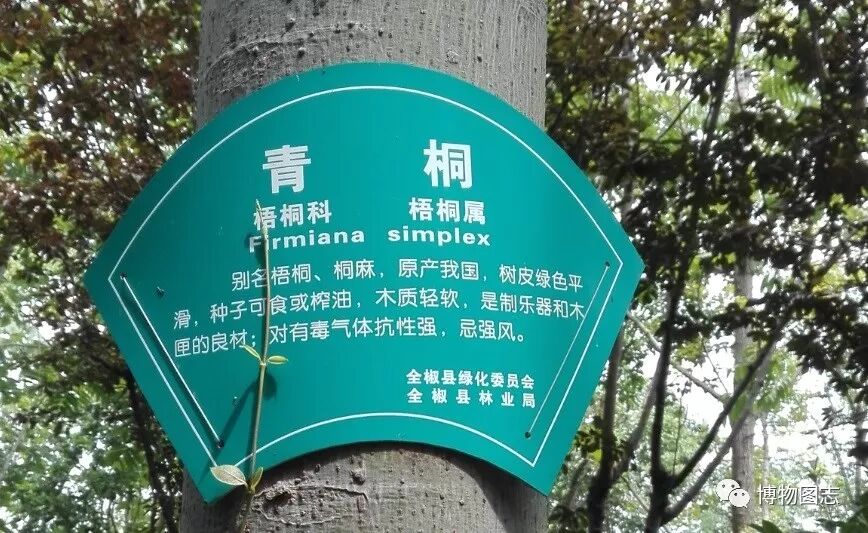 青桐
梧桐科 梧桐属
Firmiana simplex
别名梧桐、桐麻，原产我国，树皮绿色平
滑，种子可食或榨油，木质轻软，是制乐器和木
匣的良材；对有毒气体抗性强，忌强风。
全椒县绿化委员会
全椒县林业局
博物图志